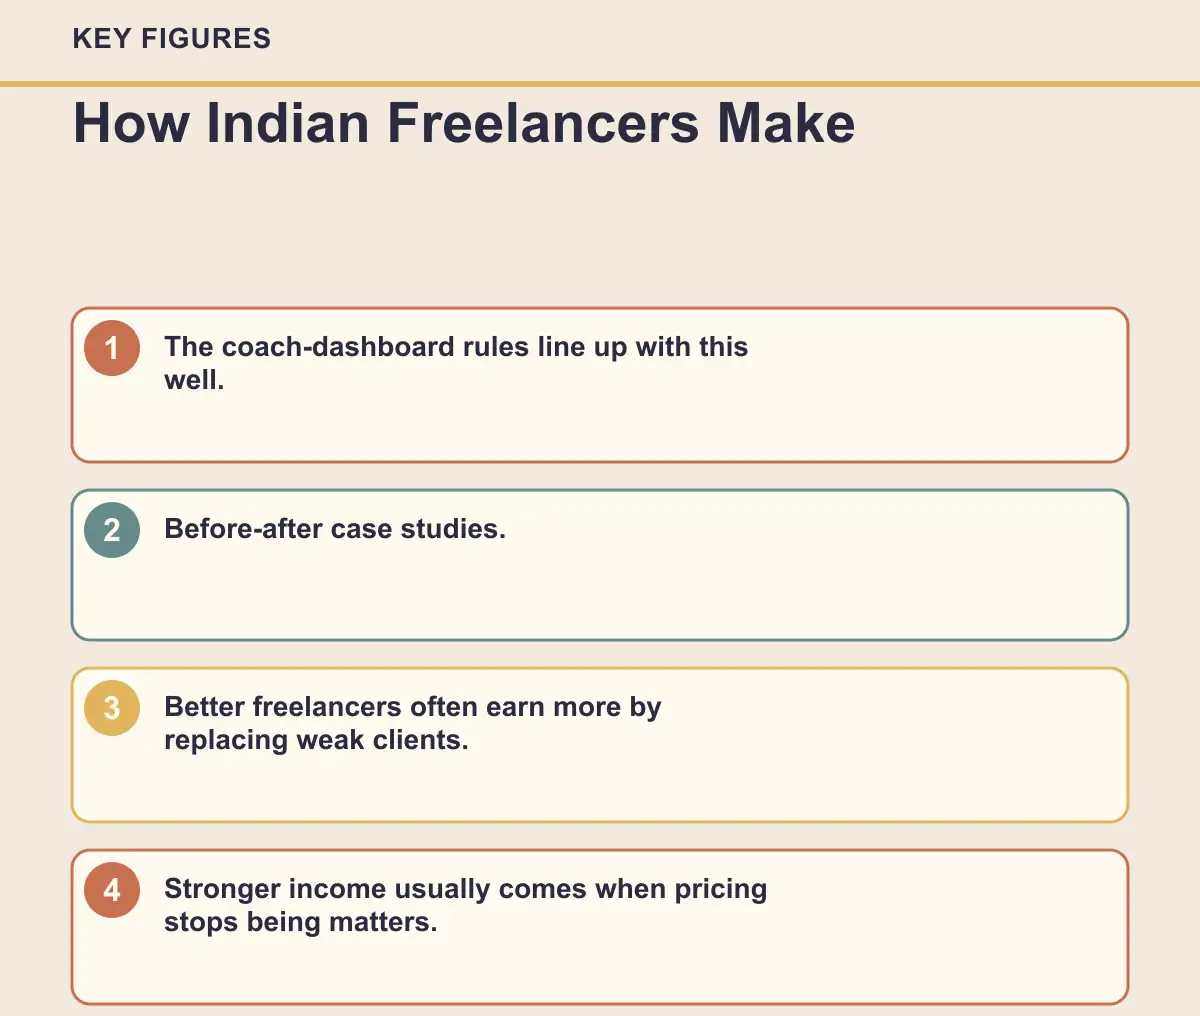 KEY FIGURES
How Indian Freelancers Make
1
The coach-dashboard rules line up with this
well.
2
Before-after case studies.
3
Better freelancers often earn more by
replacing weak clients.
4
Stronger income usually comes when pricing
stops being matters.